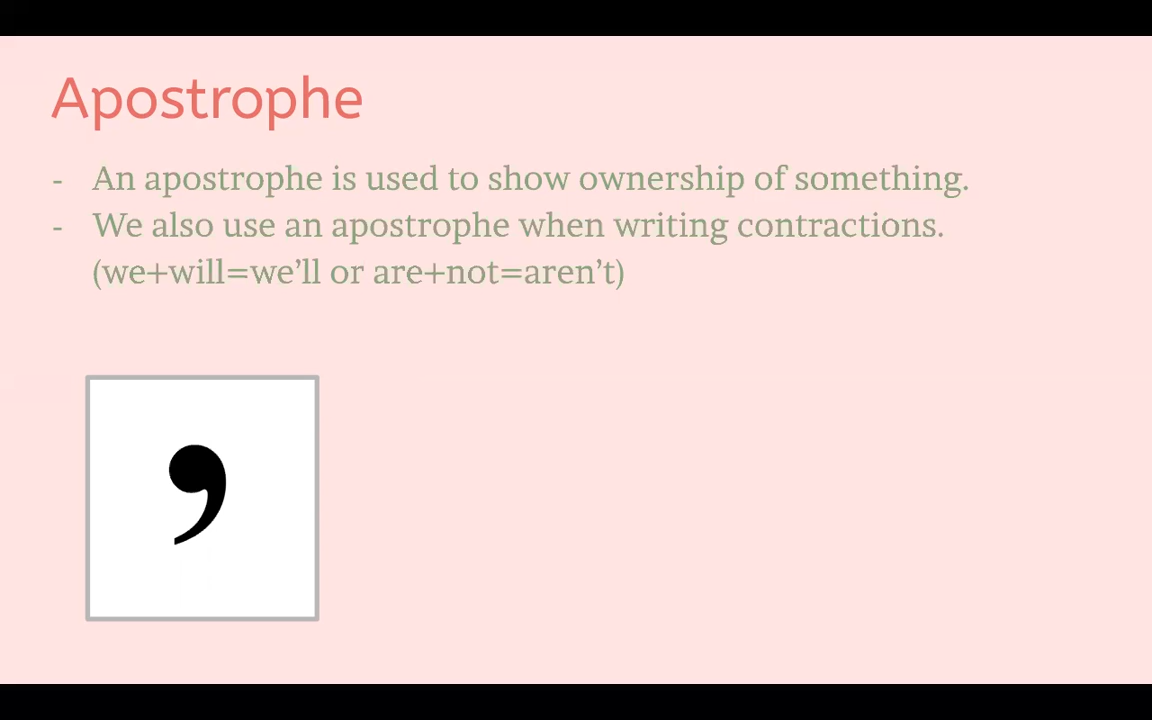 Apostrophe
- An apostrophe is used to show ownership of something.
- We also use an apostrophe when writing contractions.
(we+will=we’ll or are+not=aren’t)
’